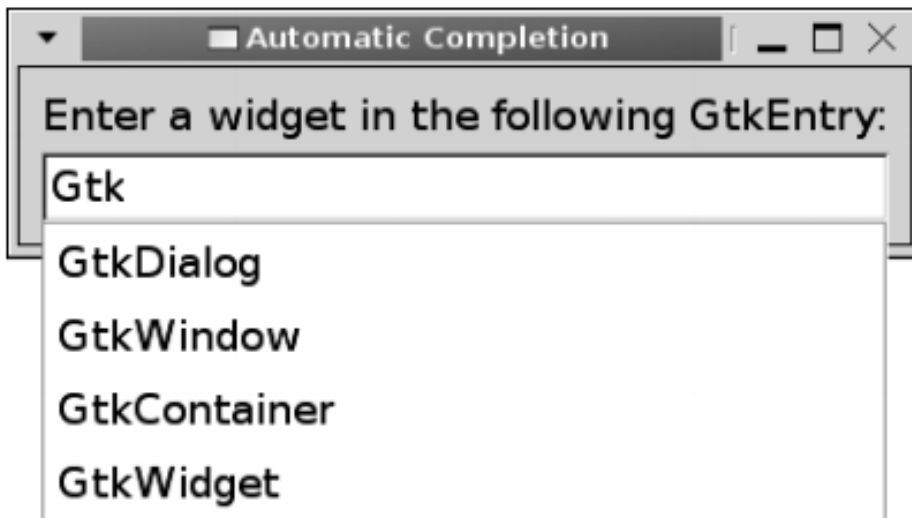 Automatic Completion
Enter a widget in the following GtkEntry:
Gtk
GtkDialog
GtkWindow
GtkContainer
GtkWidget